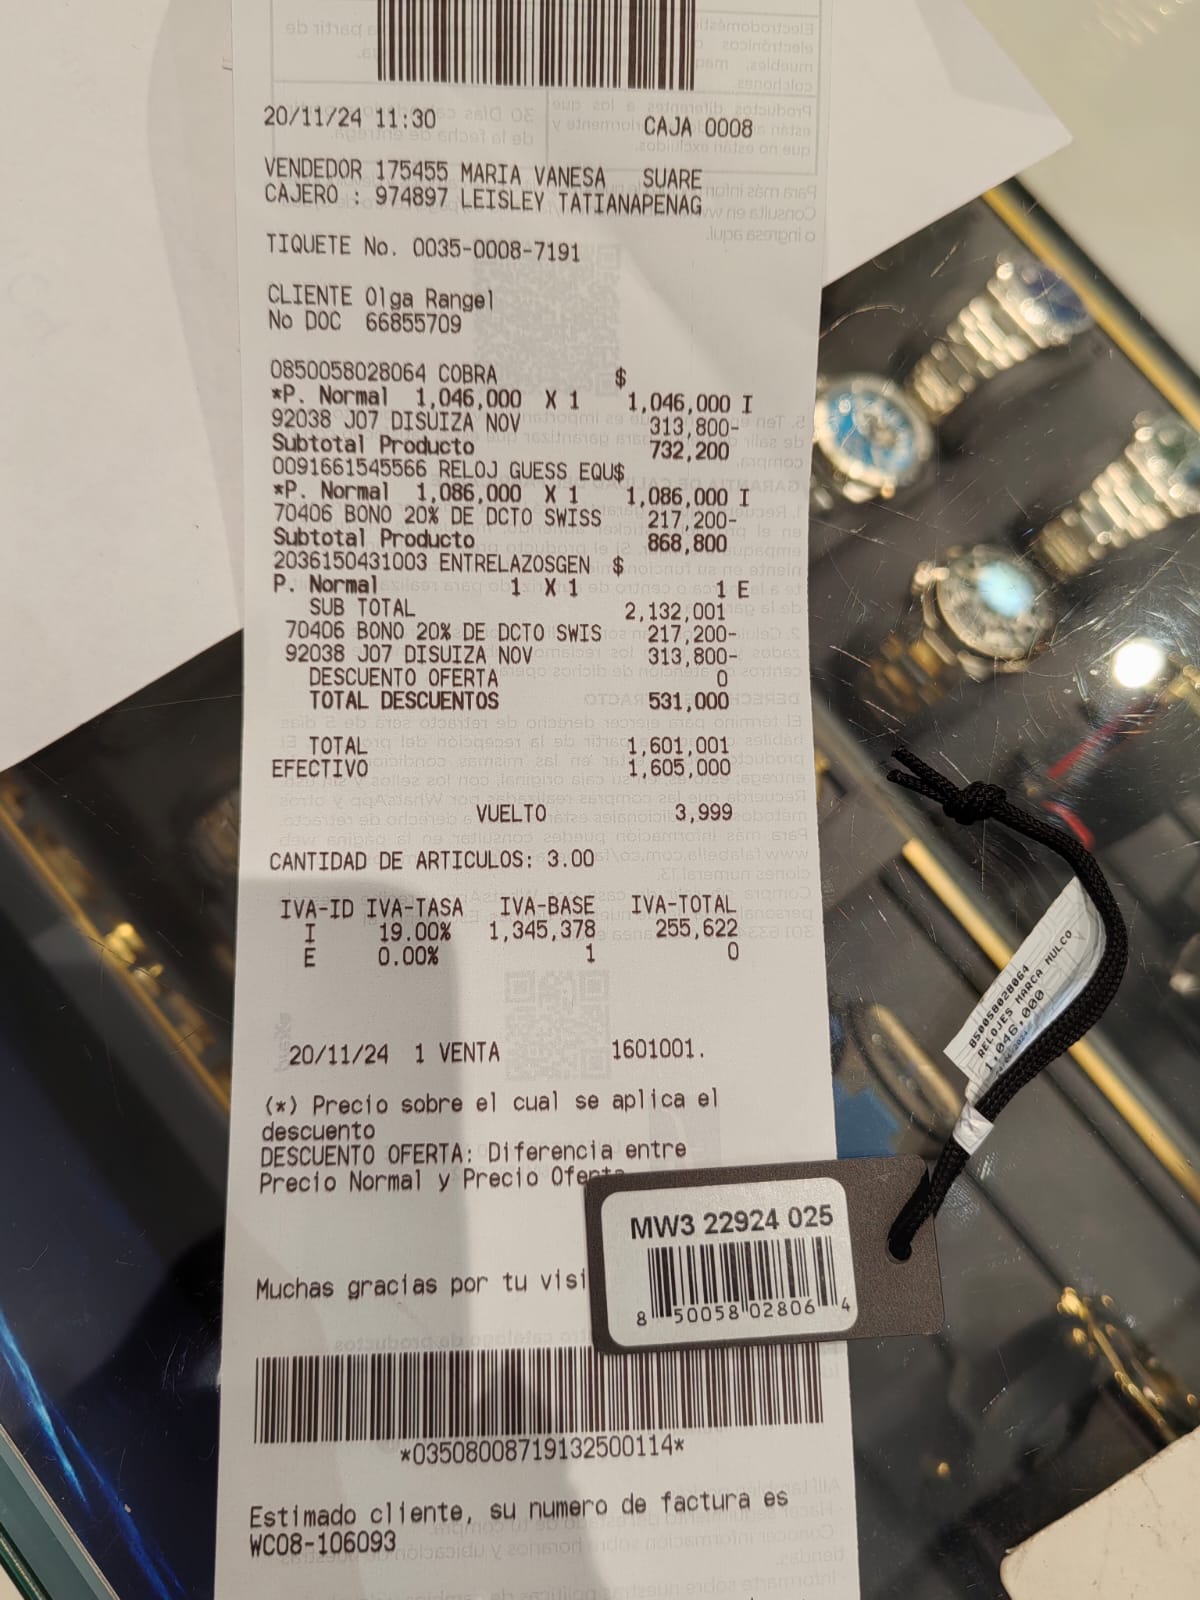 20/11/24 11:30 CAJA 0008
VENDEDOR 175455 MARIA VANESA SUARE
CAJERO : 974897 LEISLEY TATIANAPENAG
TIQUETE No. 0035-0008-7191
CLIENTE Olga Rangel
No DOC 66855709
0850058028064 COBRA $
*P. Normal 1,046,000 X 1 1,046,000 I
92038 J07 DISUIZA NOV 313,800-
Subtotal Producto 732,200
0091661545566 RELOJ GUESS EQU$
*P. Normal 1,086,000 X 1 1,086,000 I
70406 BONO 20% DE DCTO SWISS 217,200-
Subtotal Producto 868,800
2036150431003 ENTRELAZOSGEN $
P. Normal 1 X 1 1 E
SUB TOTAL 2,132,001
70406 BONO 20% DE DCTO SWIS 217,200-
92038 J07 DISUIZA NOV 313,800-
DESCUENTO OFERTA 0
TOTAL DESCUENTOS 531,000
TOTAL 1,601,001
EFECTIVO 1,605,000
VUELTO 3,999
CANTIDAD DE ARTICULOS: 3.00
IVA-ID IVA-TASA IVA-BASE IVA-TOTAL
I 19.00% 1,345,378 255,622
E 0.00% 1 0
20/11/24 1 VENTA 1601001.
(*) Precio sobre el cual se aplica el
descuento
DESCUENTO OFERTA: Diferencia entre
Precio Normal y Precio Oferta
Muchas gracias por tu visi
*03508008719132500114*
Estimado cliente, su numero de factura es
WC08-106093
MW3 22924 025
8 50058 02806 4
850058028064
RELOJES MARCA MULCO
1,046,000